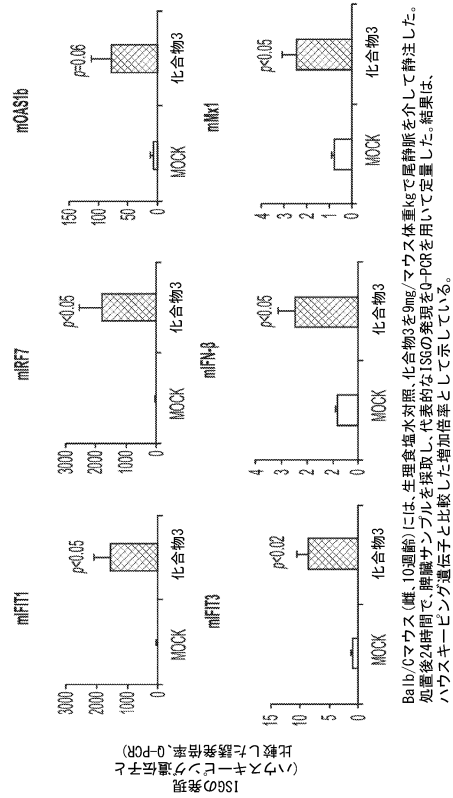 ISGの発現
(ハウスキーピング遺伝子と
比較した誘発倍率、Q-PCR)
mIFIT1
3000
2000
1000
0
p<0.05
MOCK
化合物3
mIRF7
3000
2000
1000
0
p<0.05
MOCK
化合物3
mOAS1b
150
100
50
0
p=0.06
MOCK
化合物3
mIFIT3
15
10
5
0
p<0.02
MOCK
化合物3
mIFN-β
4
3
2
1
0
p<0.05
MOCK
化合物3
mMx1
4
3
2
1
0
p<0.05
MOCK
化合物3
Balb/Cマウス(雌、10週齢)には、生理食塩水対照、化合物3を9mg/マウス体重kgで尾静脈を介して静注した。
処置後24時間で、脾臓サンプルを採取し、代表的なISGの発現をQ-PCRを用いて定量した。結果は、
ハウスキーピング遺伝子と比較した増加倍率として示している。